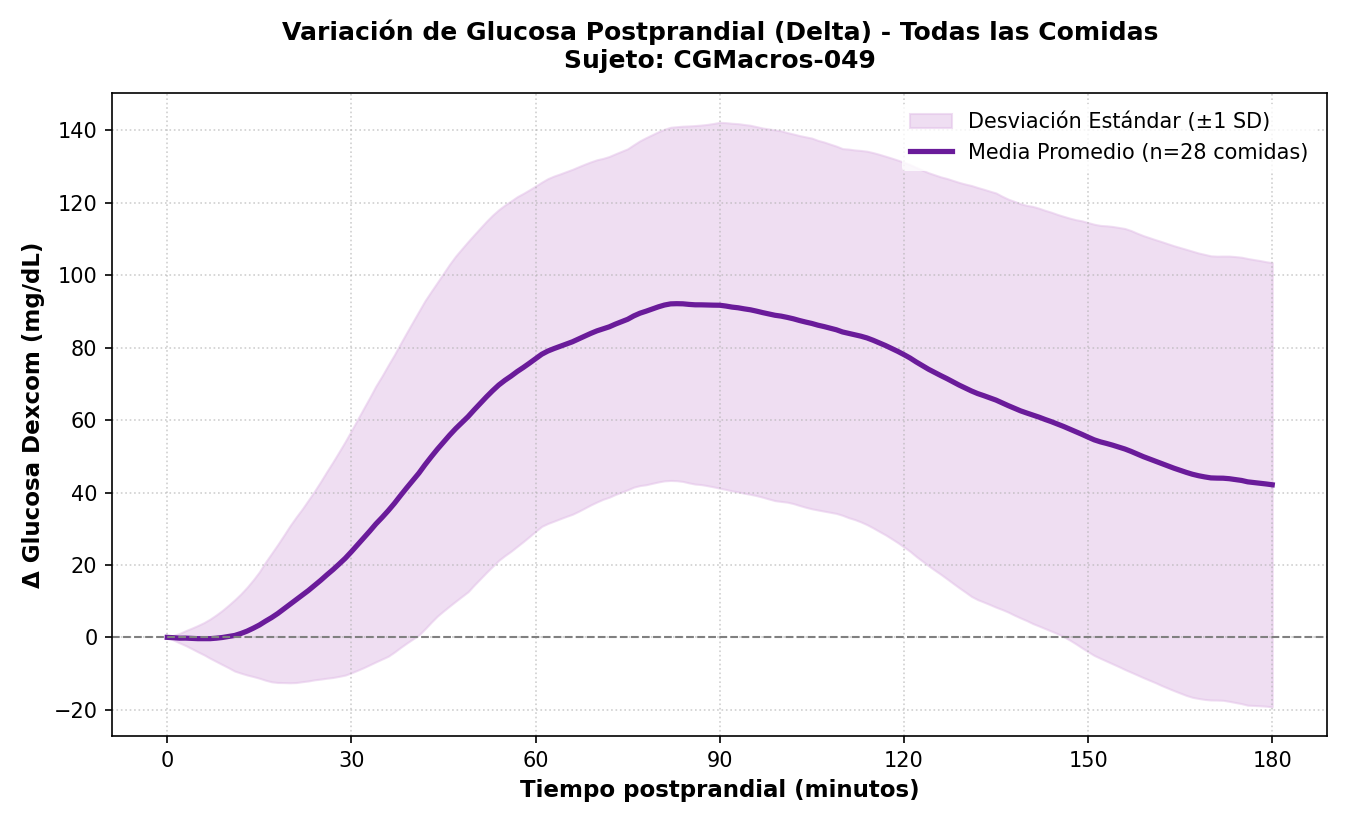 Variación de Glucosa Postprandial (Delta) - Todas las Comidas
Sujeto: CGMacros-049
Desviación Estándar (±1 SD)
Media Promedio (n=28 comidas)
Δ Glucosa Dexcom (mg/dL)
140
120
100
80
60
40
20
0
−20
0 30 60 90 120 150 180
Tiempo postprandial (minutos)